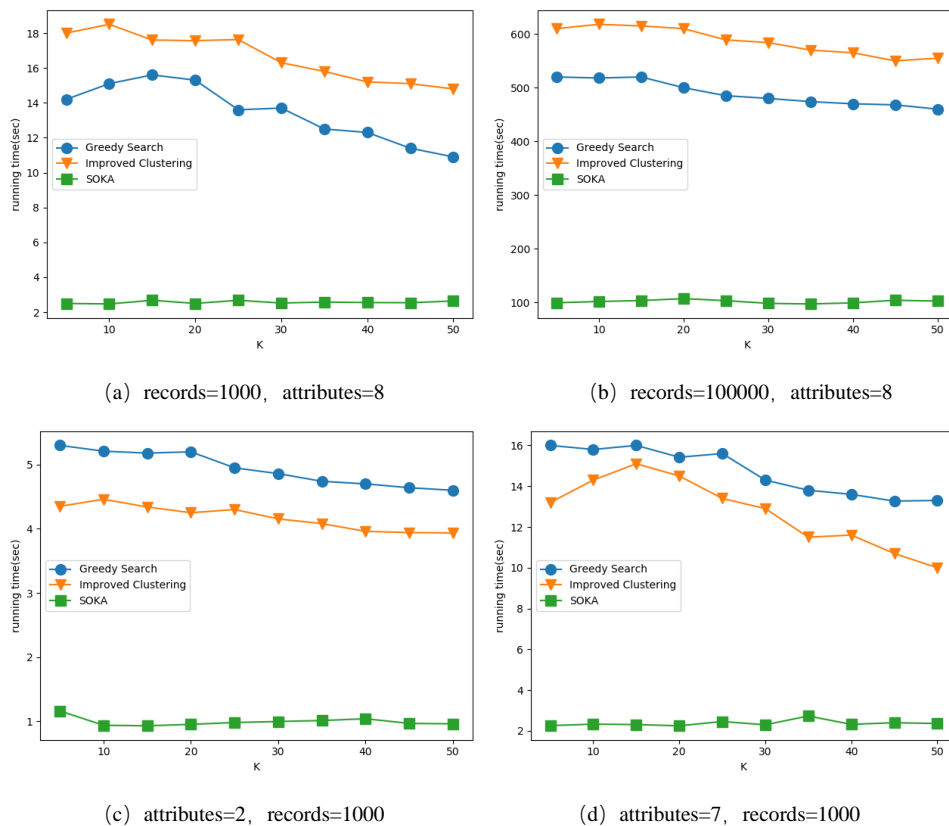 18
16
14
12
10
8
6
4
2
running time(sec)
Greedy Search
Improved Clustering
SOKA
10 20 30 40 50
K
(a) records=1000, attributes=8
600
500
400
300
200
100
running time(sec)
Greedy Search
Improved Clustering
SOKA
10 20 30 40 50
K
(b) records=100000, attributes=8
5
4
3
2
1
running time(sec)
Greedy Search
Improved Clustering
SOKA
10 20 30 40 50
K
(c) attributes=2, records=1000
16
14
12
10
8
6
4
2
running time(sec)
Greedy Search
Improved Clustering
SOKA
10 20 30 40 50
K
(d) attributes=7, records=1000